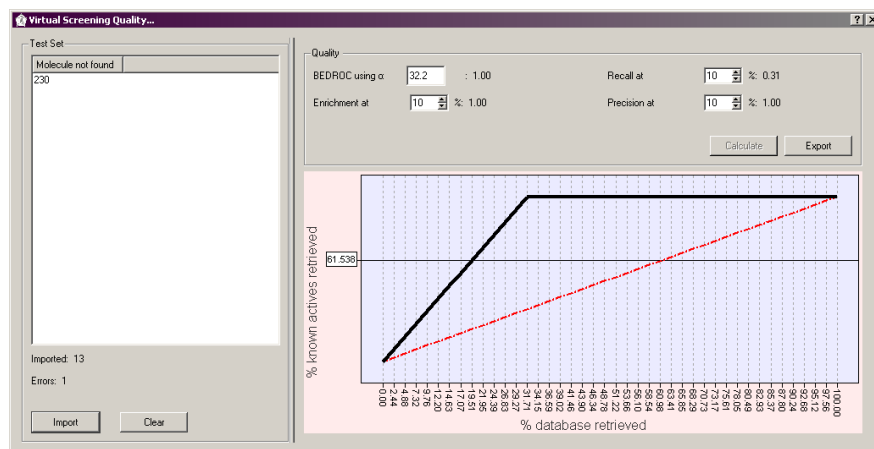 Virtual Screening Quality...
Test Set
Molecule not found
230
Imported: 13
Errors: 1
Import Clear
Quality
BEDROC using α 32.2 : 1.00 Recall at 10 %: 0.31
Enrichment at 10 %: 1.00 Precision at 10 %: 1.00
Calculate Export
% known actives retrieved
61.538
0.00 2.44 4.88 7.32 9.76 12.20 14.63 17.07 19.51 21.95 24.39 26.83 29.27 31.71 34.15 36.59 39.02 41.46 43.90 46.34 48.78 51.22 53.66 56.10 58.54 60.98 63.41 65.85 68.29 70.73 73.17 75.61 78.05 80.49 82.93 85.37 87.80 90.24 92.68 95.12 97.56 100.00
% database retrieved